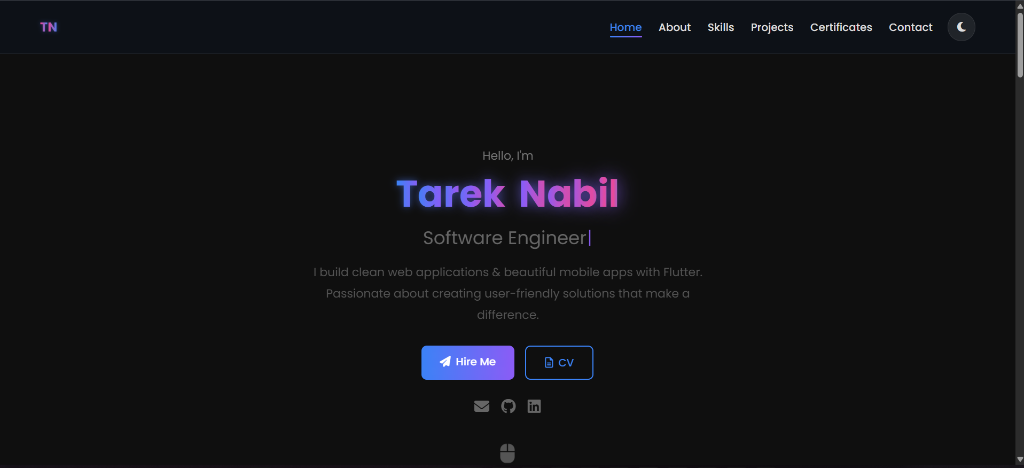 TN
Home About Skills Projects Certificates Contact
Hello, I'm
Tarek Nabil
Software Engineer|
I build clean web applications & beautiful mobile apps with Flutter.
Passionate about creating user-friendly solutions that make a
difference.
Hire Me CV